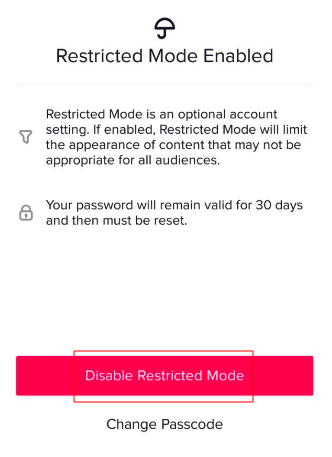 Restricted Mode Enabled
Restricted Mode is an optional account
setting. If enabled, Restricted Mode will limit
the appearance of content that may not be
appropriate for all audiences.
Your password will remain valid for 30 days
and then must be reset.
Disable Restricted Mode
Change Passcode